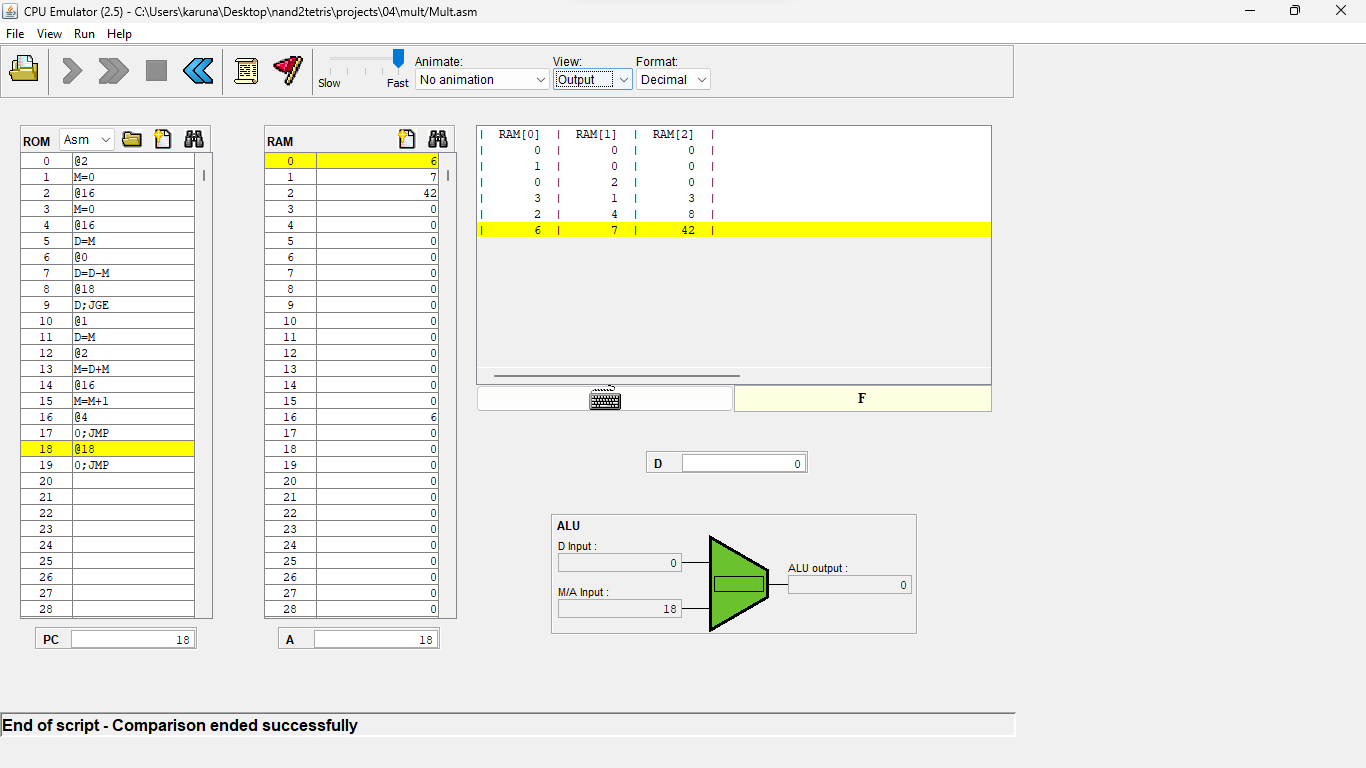 CPU Emulator (2.5) - C:\Users\karuna\Desktop\nand2tetris\projects\04\mult/Mult.asm
File View Run Help
Animate: View: Format:
Slow Fast No animation Output Decimal
ROM Asm
0 @2
1 M=0
2 @16
3 M=0
4 @16
5 D=M
6 @0
7 D=D-M
8 @18
9 D;JGE
10 @1
11 D=M
12 @2
13 M=D+M
14 @16
15 M=M+1
16 @4
17 0;JMP
18 @18
19 0;JMP
20
21
22
23
24
25
26
27
28
PC 18
RAM
0 6
1 7
2 42
3 0
4 0
5 0
6 0
7 0
8 0
9 0
10 0
11 0
12 0
13 0
14 0
15 0
16 6
17 0
18 0
19 0
20 0
21 0
22 0
23 0
24 0
25 0
26 0
27 0
28 0
A 18
| RAM[0] | RAM[1] | RAM[2] |
| 0 | 0 | 0 |
| 1 | 0 | 0 |
| 0 | 2 | 0 |
| 3 | 1 | 3 |
| 2 | 4 | 8 |
| 6 | 7 | 42 |
F
D 0
ALU
D Input :
0
M/A Input :
18
ALU output :
0
End of script - Comparison ended successfully